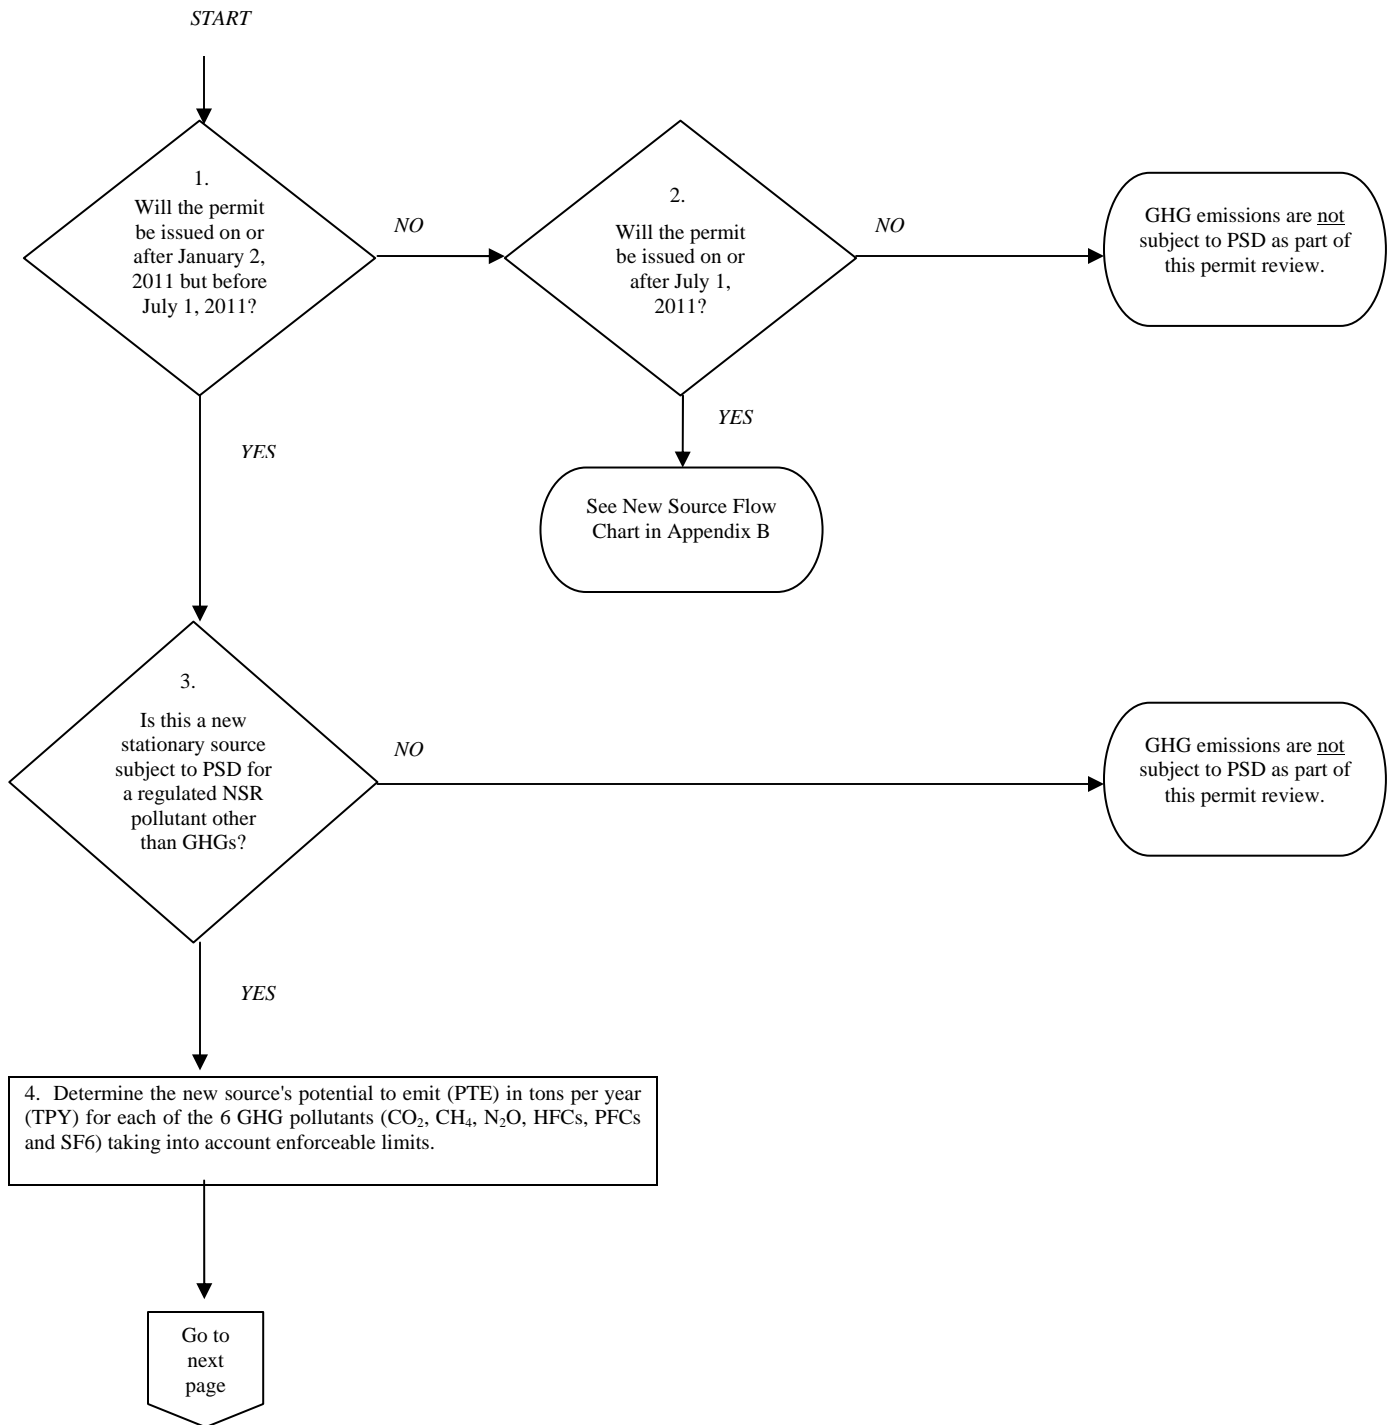 START
1.
Will the permit
be issued on or
after January 2,
2011 but before
July 1, 2011?
NO
2.
Will the permit
be issued on or
after July 1,
2011?
NO
GHG emissions are not
subject to PSD as part of
this permit review.
YES
YES
See New Source Flow
Chart in Appendix B
3.
Is this a new
stationary source
subject to PSD for
a regulated NSR
pollutant other
than GHGs?
NO
GHG emissions are not
subject to PSD as part of
this permit review.
YES
4. Determine the new source's potential to emit (PTE) in tons per year
(TPY) for each of the 6 GHG pollutants (CO₂, CH₄, N₂O, HFCs, PFCs
and SF6) taking into account enforceable limits.
Go to
next
page